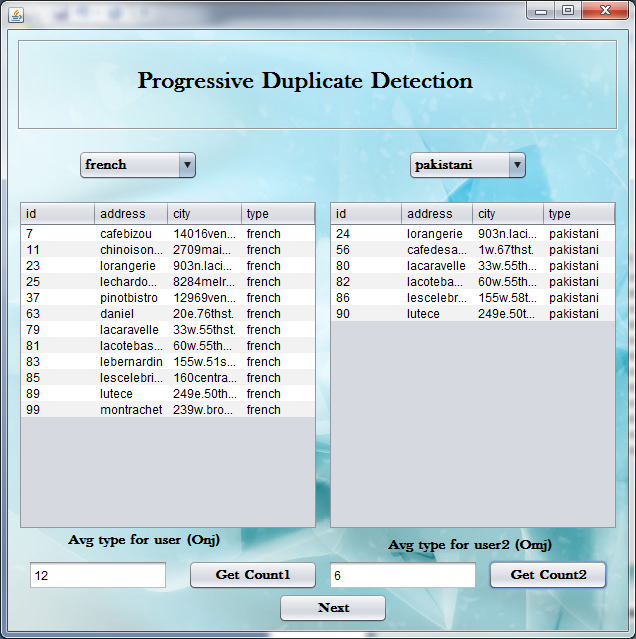 Progressive Duplicate Detection
french pakistani
id address city type id address city type
7 cafebizou 14016ven... french 24 lorangerie 903n.laci... pakistani
11 chinoison... 2709mai... french 56 cafedesa... 1w.67thst. pakistani
23 lorangerie 903n.laci... french 80 lacaravelle 33w.55th... pakistani
25 lechardo... 8284melr... french 82 lacoteba... 60w.55th... pakistani
37 pinotbistro 12969ven... french 86 lescelebr... 155w.58t... pakistani
63 daniel 20e.76thst. french 90 lutece 249e.50t... pakistani
79 lacaravelle 33w.55thst. french
81 lacotebas... 60w.55th... french
83 lebernardin 155w.51s... french
85 lescelebri... 160centra... french
89 lutece 249e.50th... french
99 montrachet 239w.bro... french
Avg type for user (Onj) Avg type for user2 (Omj)
12 Get Count1 6 Get Count2
Next